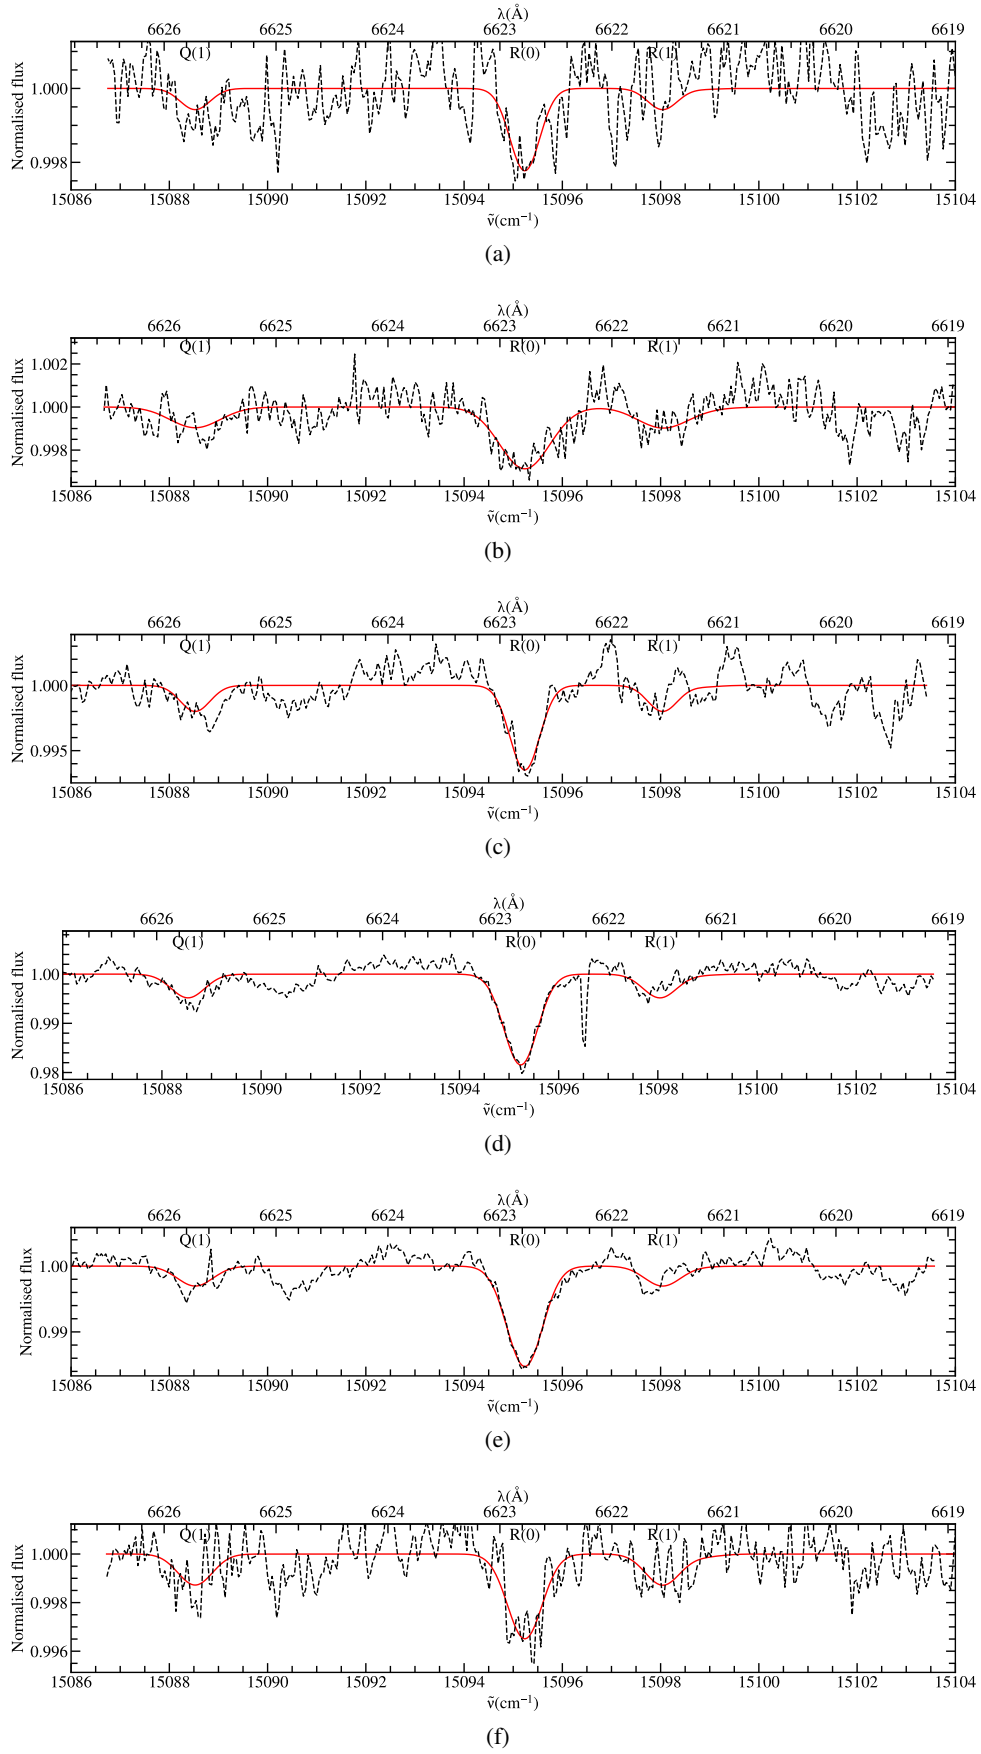 λ(Å)
6626 6625 6624 6623 6622 6621 6620 6619
Q(1) R(0) R(1)
1.000
0.998
Normalised flux
15086 15088 15090 15092 15094 15096 15098 15100 15102 15104
ṽ(cm⁻¹)
(a)
λ(Å)
6626 6625 6624 6623 6622 6621 6620 6619
Q(1) R(0) R(1)
1.002
1.000
0.998
Normalised flux
15086 15088 15090 15092 15094 15096 15098 15100 15102 15104
ṽ(cm⁻¹)
(b)
λ(Å)
6626 6625 6624 6623 6622 6621 6620 6619
Q(1) R(0) R(1)
1.000
0.995
Normalised flux
15086 15088 15090 15092 15094 15096 15098 15100 15102 15104
ṽ(cm⁻¹)
(c)
λ(Å)
6626 6625 6624 6623 6622 6621 6620 6619
Q(1) R(0) R(1)
1.00
0.99
0.98
Normalised flux
15086 15088 15090 15092 15094 15096 15098 15100 15102 15104
ṽ(cm⁻¹)
(d)
λ(Å)
6626 6625 6624 6623 6622 6621 6620 6619
Q(1) R(0) R(1)
1.00
0.99
Normalised flux
15086 15088 15090 15092 15094 15096 15098 15100 15102 15104
ṽ(cm⁻¹)
(e)
λ(Å)
6626 6625 6624 6623 6622 6621 6620 6619
Q(1) R(0) R(1)
1.000
0.998
0.996
Normalised flux
15086 15088 15090 15092 15094 15096 15098 15100 15102 15104
ṽ(cm⁻¹)
(f)